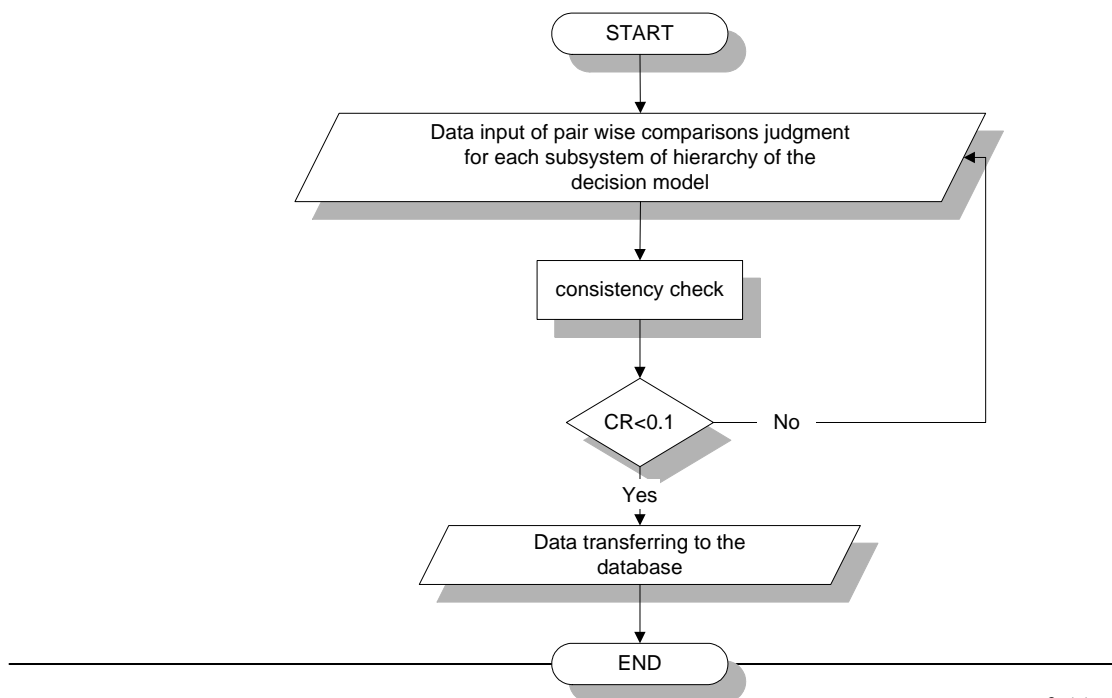 START
Data input of pair wise comparisons judgment
for each subsystem of hierarchy of the
decision model
consistency check
CR<0.1
No
Yes
Data transferring to the
database
END